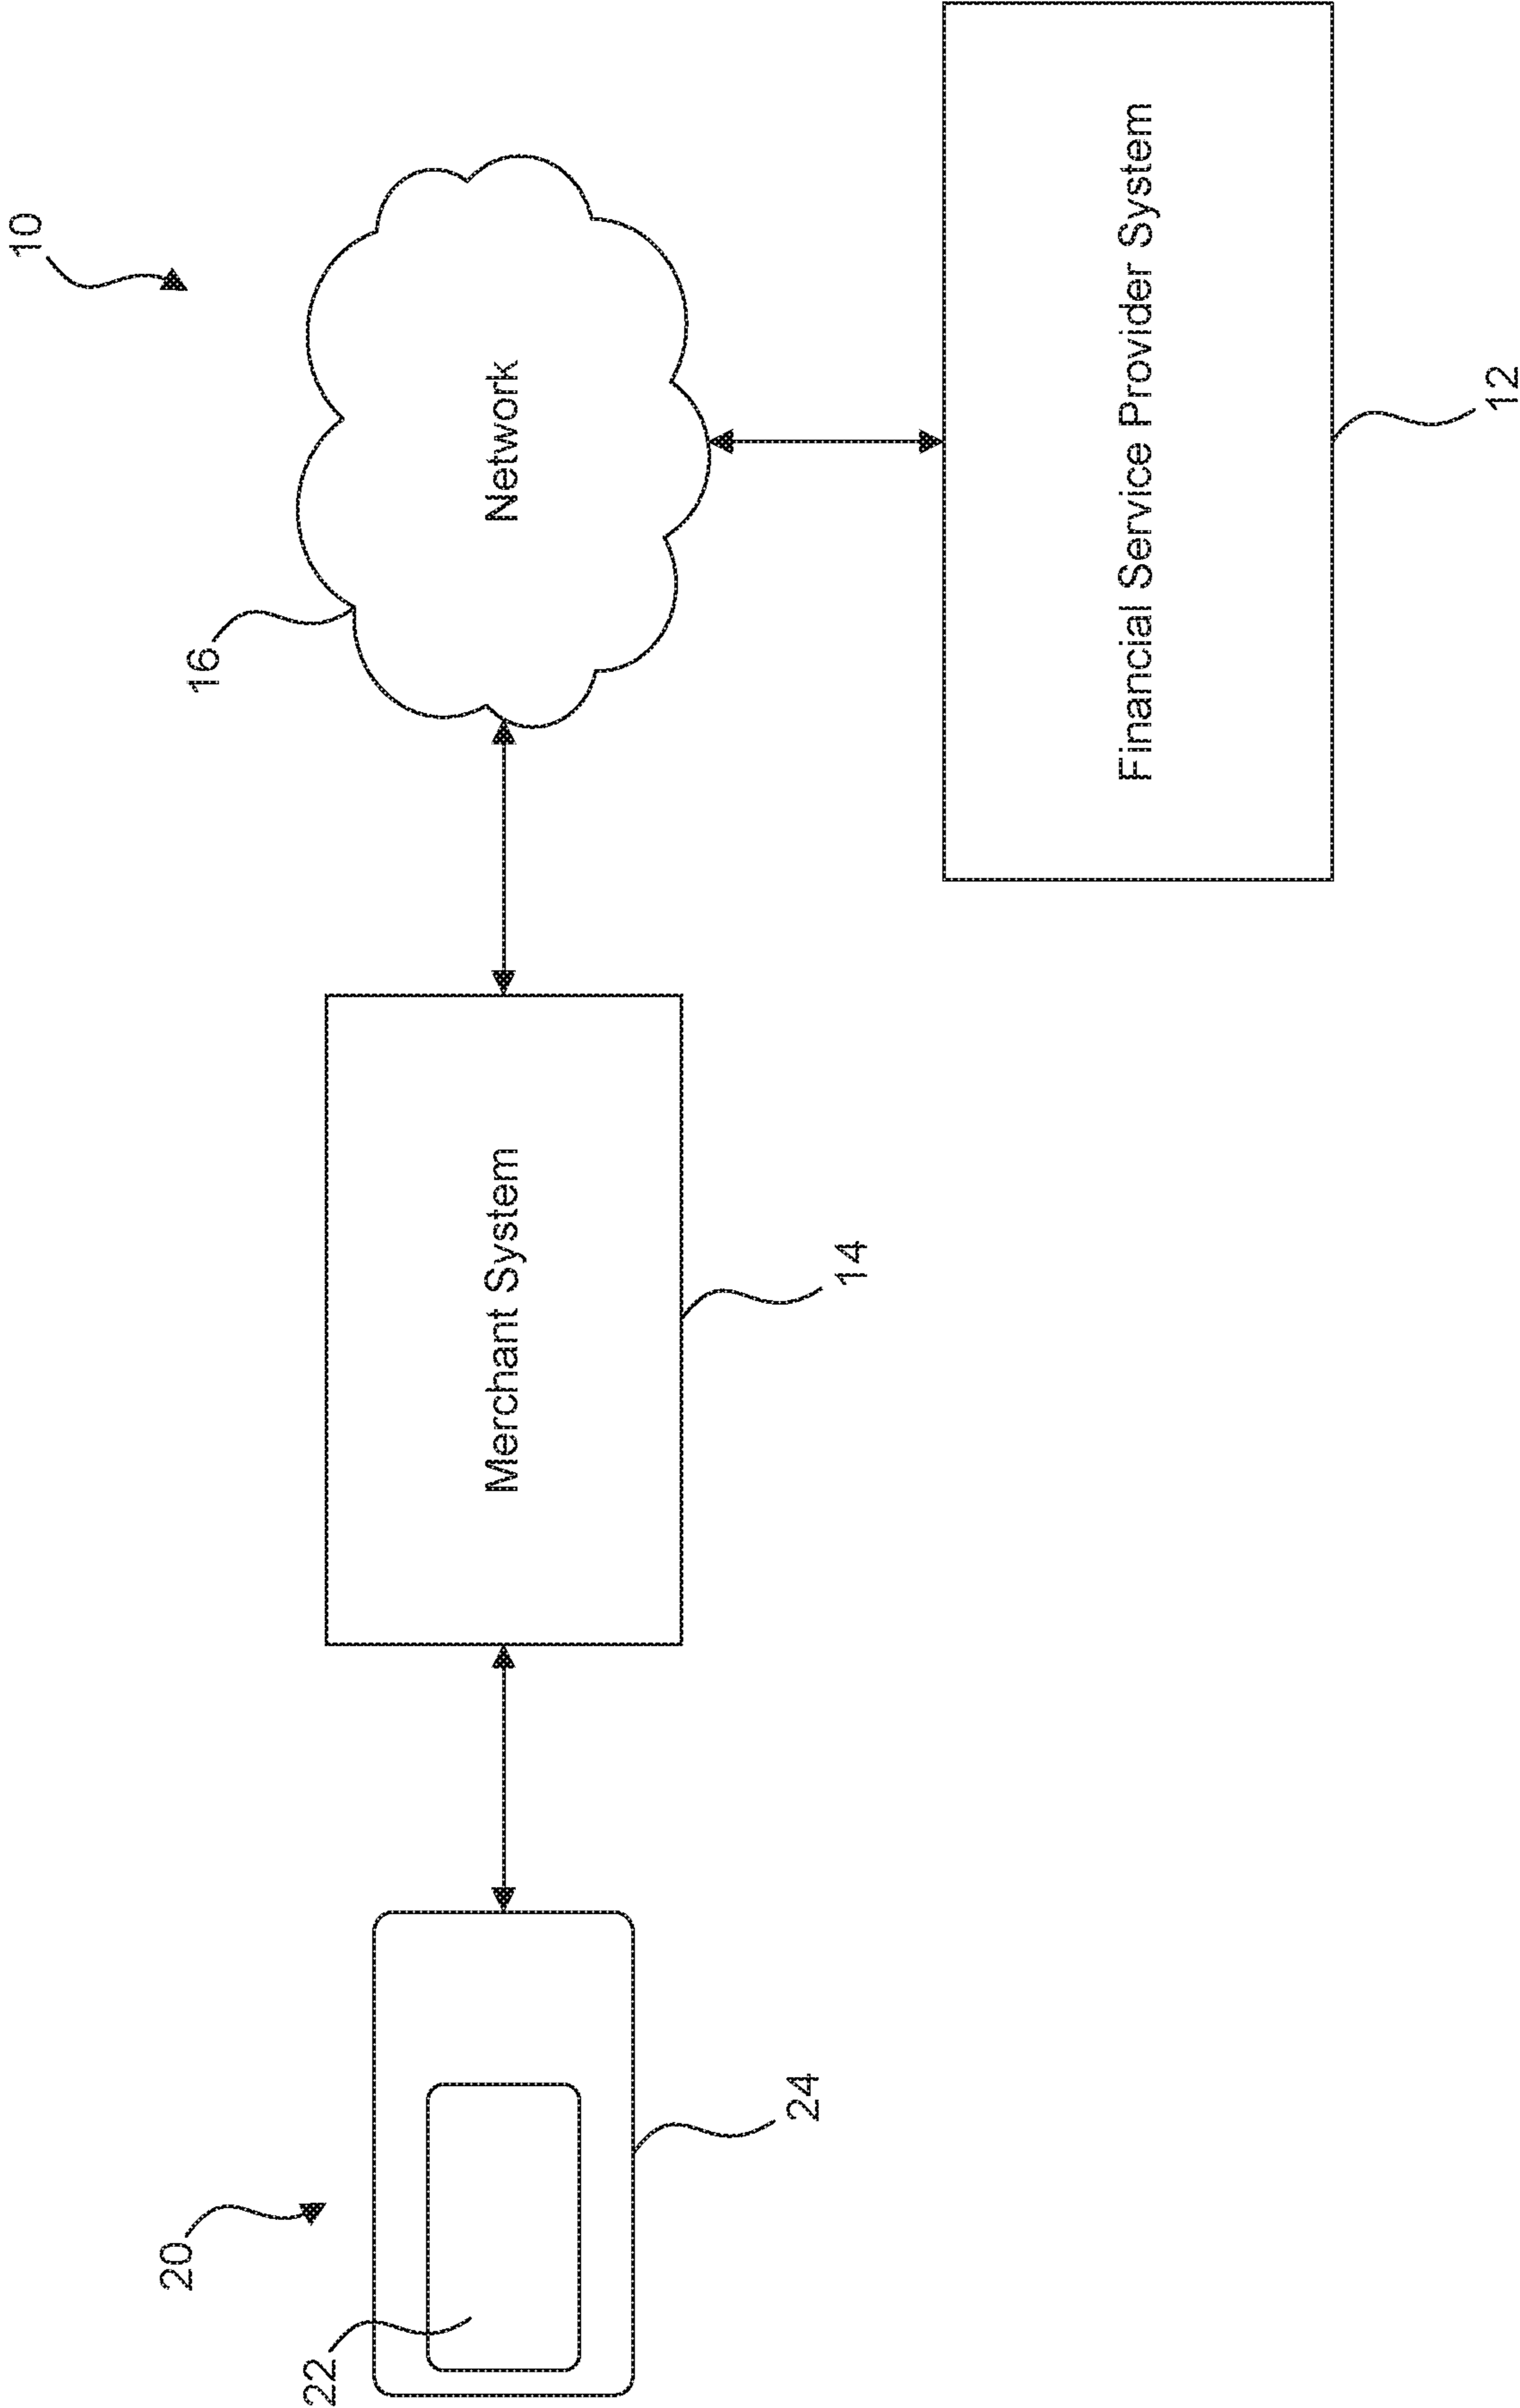 10
16
Network
20
22
Merchant System
24
14
Financial Service Provider System
12